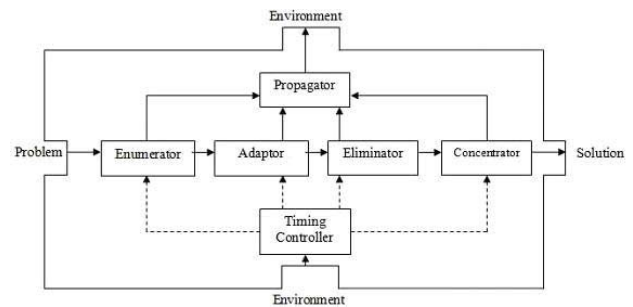 Environment
Propagator
Problem
Enumerator
Adaptor
Eliminator
Concentrator
Solution
Timing
Controller
Environment